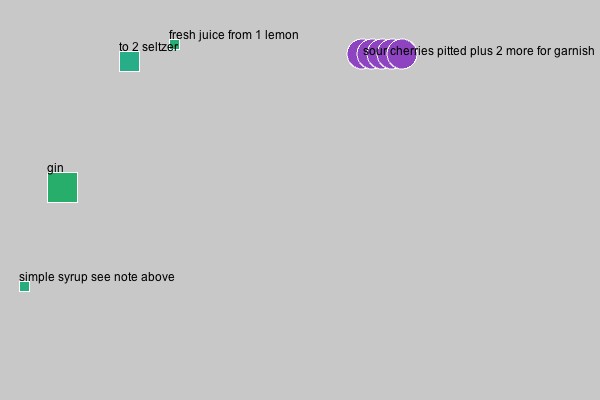 fresh juice from 1 lemon
to 2 seltzer
sour cherries pitted plus 2 more for garnish
gin
simple syrup see note above